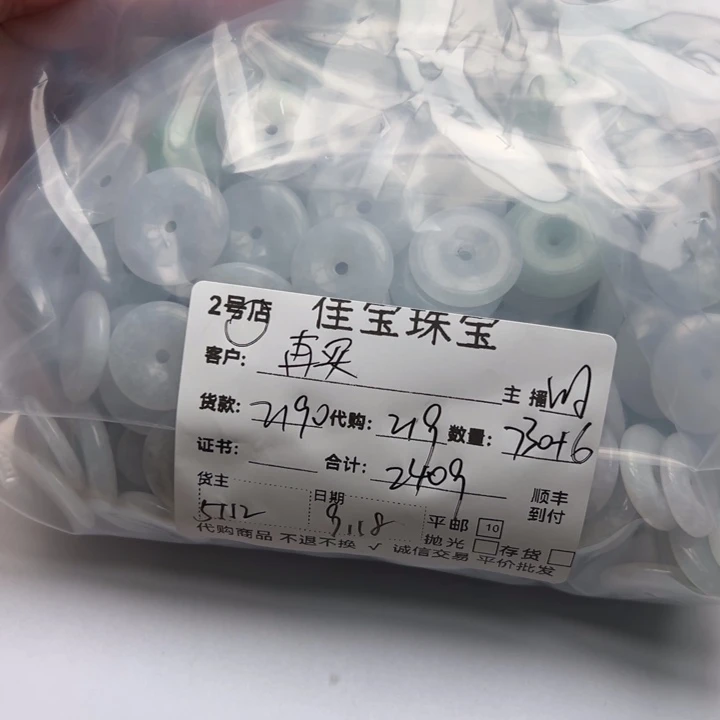 2号店 佳宝珠宝
客户: 再买
主播
货款: 2190 代购: 219 数量: 730+6
证书: 合计: 2409
顺丰到付
货主 5112 日期 9.18 平邮 10
抛光 存货
代购商品 不退不换 ✓ 诚信交易 平价批发